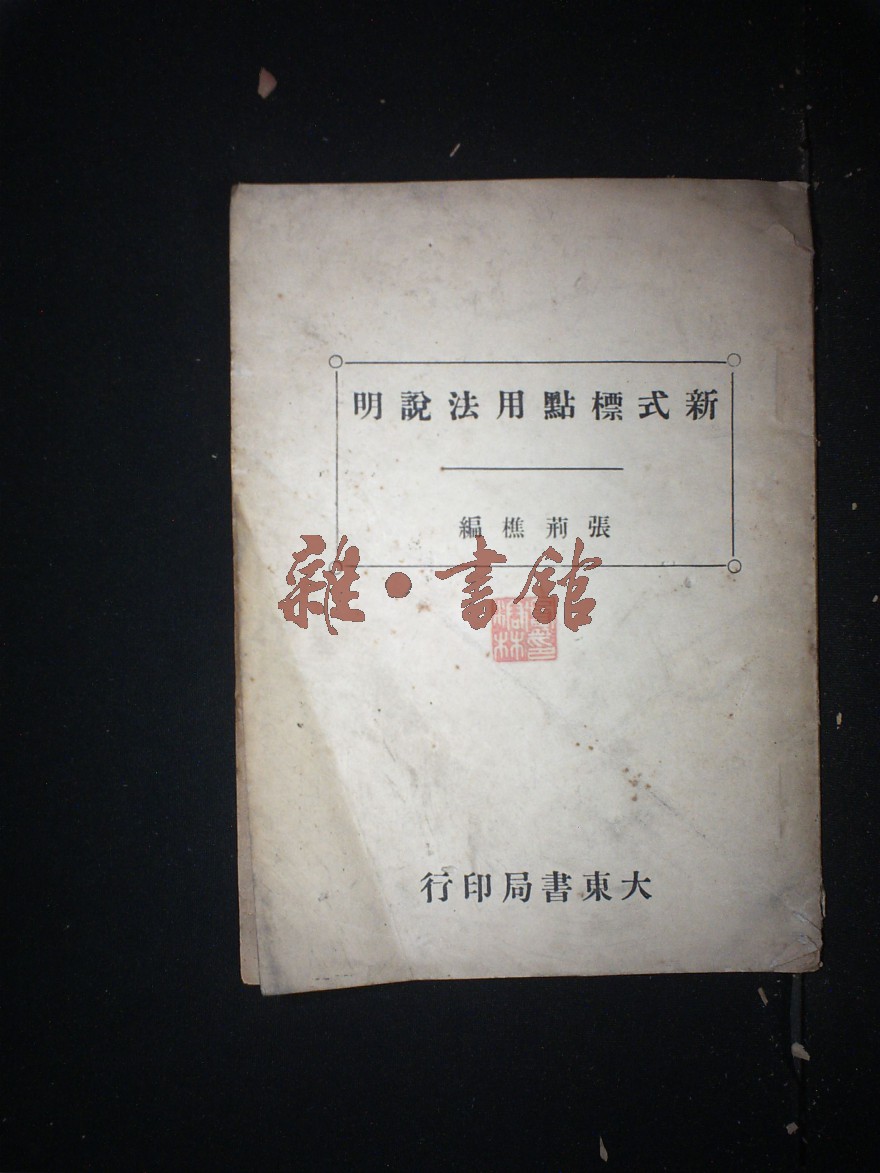 新式標點用法說明
張荊樵編
雜·書館
大東書局印行